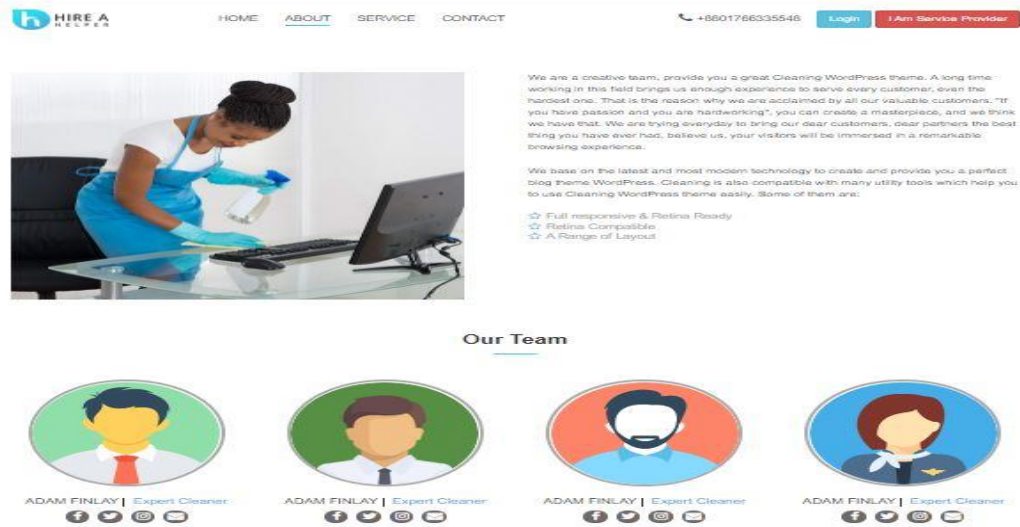 HIRE A
HELPER
HOME ABOUT SERVICE CONTACT
+8801766335548 Login I Am Service Provider
We are a creative team, provide you a great Cleaning WordPress theme. A long time
working in this field brings us enough experience to serve every customer, even the
hardest one. That is the reason why we are acclaimed by all our valuable customers. "If
you have passion and you are hardworking", you can create a masterpiece, and we think
we have that. We are trying everyday to bring our dear customers, dear partners the best
thing you have ever had, believe us, your visitors will be immersed in a remarkable
browsing experience.
We base on the latest and most modern technology to create and provide you a perfect
blog theme WordPress. Cleaning is also compatible with many utility tools which help you
to use Cleaning WordPress theme easily. Some of them are:
Full responsive & Retina Ready
Retina Compatible
A Range of Layout
Our Team
ADAM FINLAY | Expert Cleaner
ADAM FINLAY | Expert Cleaner
ADAM FINLAY | Expert Cleaner
ADAM FINLAY | Expert Cleaner